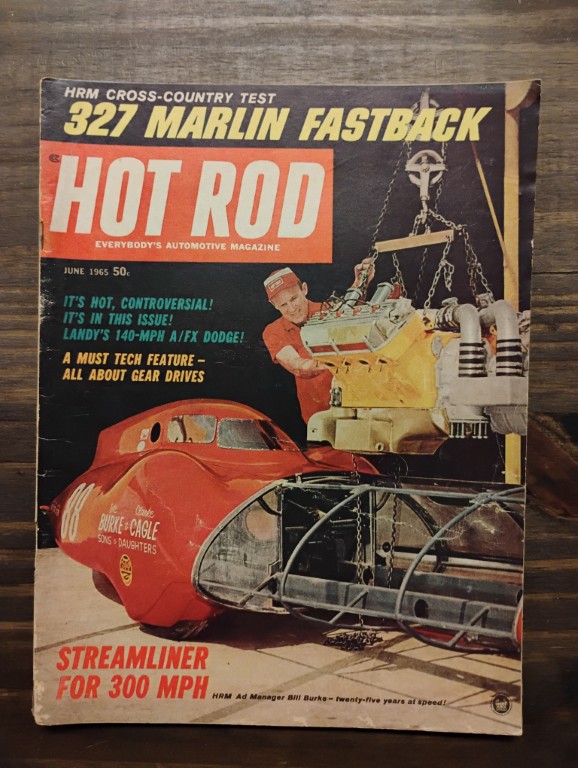 HRM CROSS-COUNTRY TEST
327 MARLIN FASTBACK
HOT ROD
EVERYBODY'S AUTOMOTIVE MAGAZINE
JUNE 1965 50c
IT'S HOT, CONTROVERSIAL!
IT'S IN THIS ISSUE!
LANDY'S 140-MPH A/FX DODGE!
A MUST TECH FEATURE –
ALL ABOUT GEAR DRIVES
BURKE & CAGLE
SONS & DAUGHTERS
STREAMLINER
FOR 300 MPH
HRM Ad Manager Bill Burke – twenty-five years at speed!